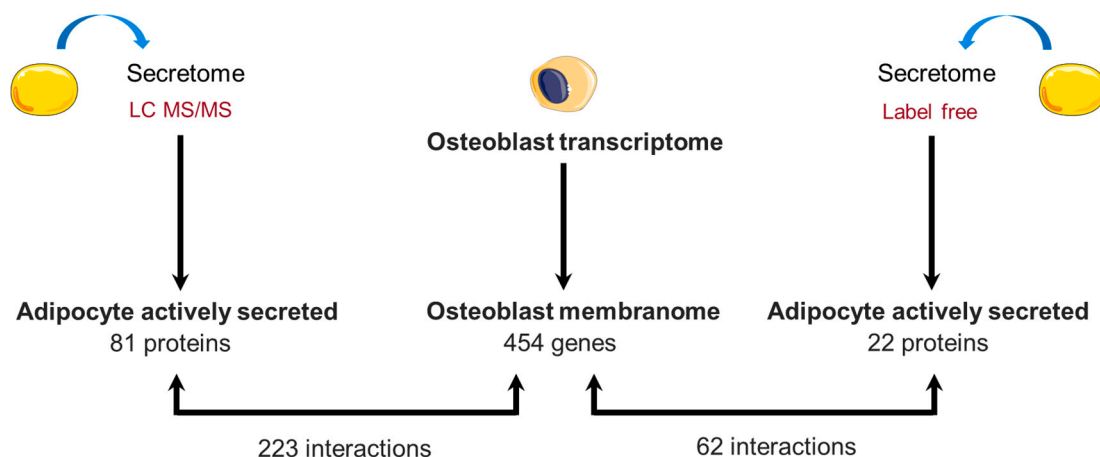 Secretome
LC MS/MS
Osteoblast transcriptome
Secretome
Label free
Adipocyte actively secreted
81 proteins
Osteoblast membranome
454 genes
Adipocyte actively secreted
22 proteins
223 interactions
62 interactions